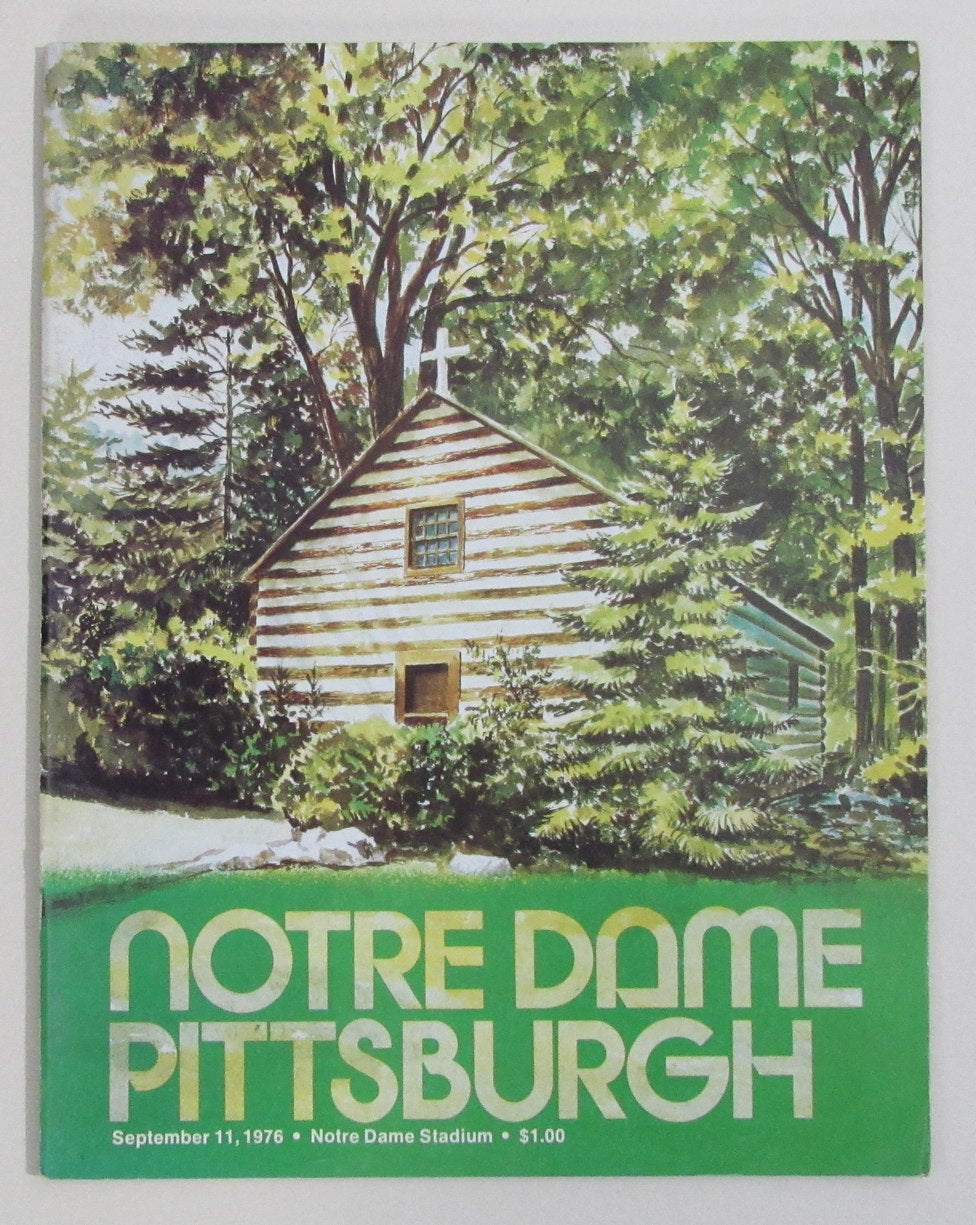 NOTRE DAME
PITTSBURGH
September 11, 1976 • Notre Dame Stadium • $1.00